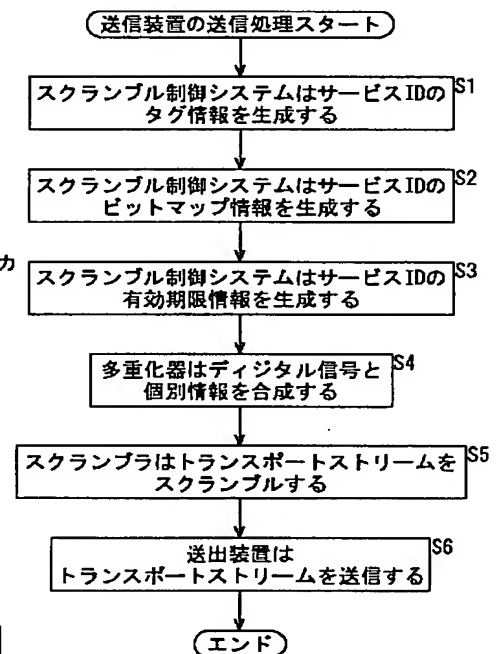 送信装置の送信処理スタート
S1
スクランブル制御システムはサービスIDの
タグ情報を生成する
S2
スクランブル制御システムはサービスIDの
ビットマップ情報を生成する
カ
S3
スクランブル制御システムはサービスIDの
有効期限情報を生成する
S4
多重化器はディジタル信号と
個別情報を合成する
S5
スクランブラはトランスポートストリームを
スクランブルする
S6
送出装置は
トランスポートストリームを送信する
エンド